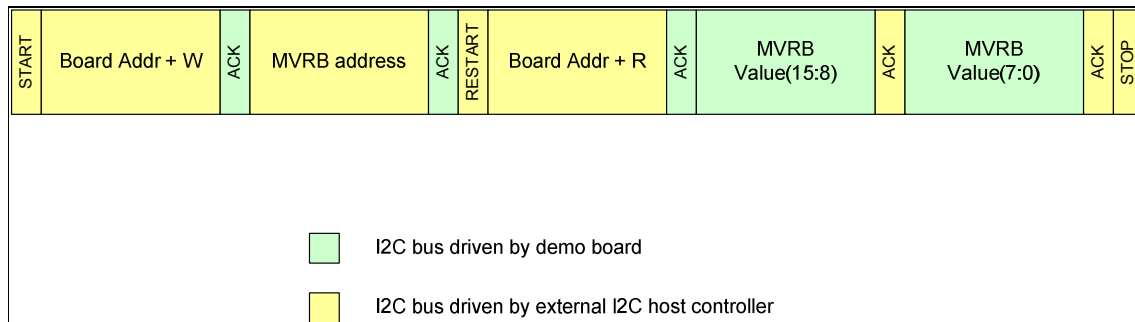 START
Board Addr + W
ACK
MVRB address
ACK
RESTART
Board Addr + R
ACK
MVRB
Value(15:8)
ACK
MVRB
Value(7:0)
ACK
STOP
I2C bus driven by demo board
I2C bus driven by external I2C host controller